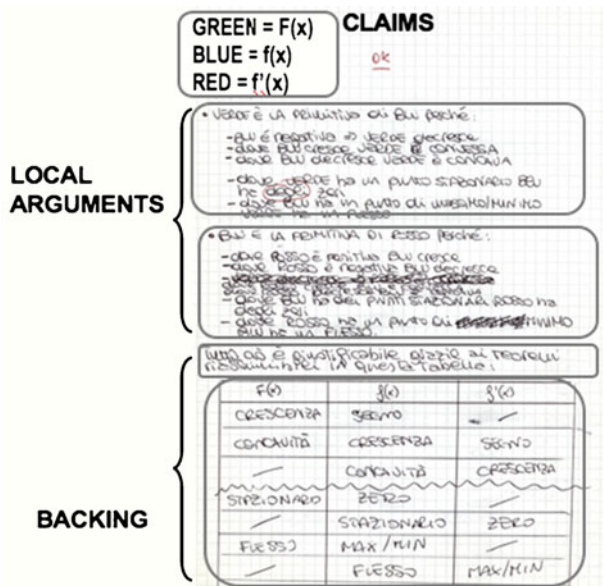 CLAIMS
GREEN = F(x)
BLUE = f(x)
RED = f'(x)
ok
LOCAL
ARGUMENTS
• VERDE È LA PRIMITIVA DI BLU perché:
- BLU è negativo ⇒ VERDE decresce
- dove BLU cresce VERDE è CONVESSA
- dove BLU decresce VERDE è CONCAVA
- dove VERDE ha un punto STAZIONARIO BLU
ha degli zeri
- dove BLU ha un punto di MASSIMO/MINIMO
VERDE ha un FLESSO
• BLU È LA PRIMITIVA DI ROSSO perché:
- dove ROSSO è positivo BLU cresce
- dove ROSSO è negativo BLU decresce
- dove BLU ha dei PUNTI STAZIONARI ROSSO ha
degli zeri
- dove ROSSO ha un punto di MINIMO
BLU ha un FLESSO.
BACKING
tutto ciò è giustificabile grazie ai teoremi
riassumibili in questa tabella:
F(x) f(x) f'(x)
CRESCENZA SEGNO /
CONCAVITÀ CRESCENZA SEGNO
/ CONCAVITÀ CRESCENZA
STAZIONARIO ZERO /
/ STAZIONARIO ZERO
FLESSO MAX/MIN /
/ FLESSO MAX/MIN